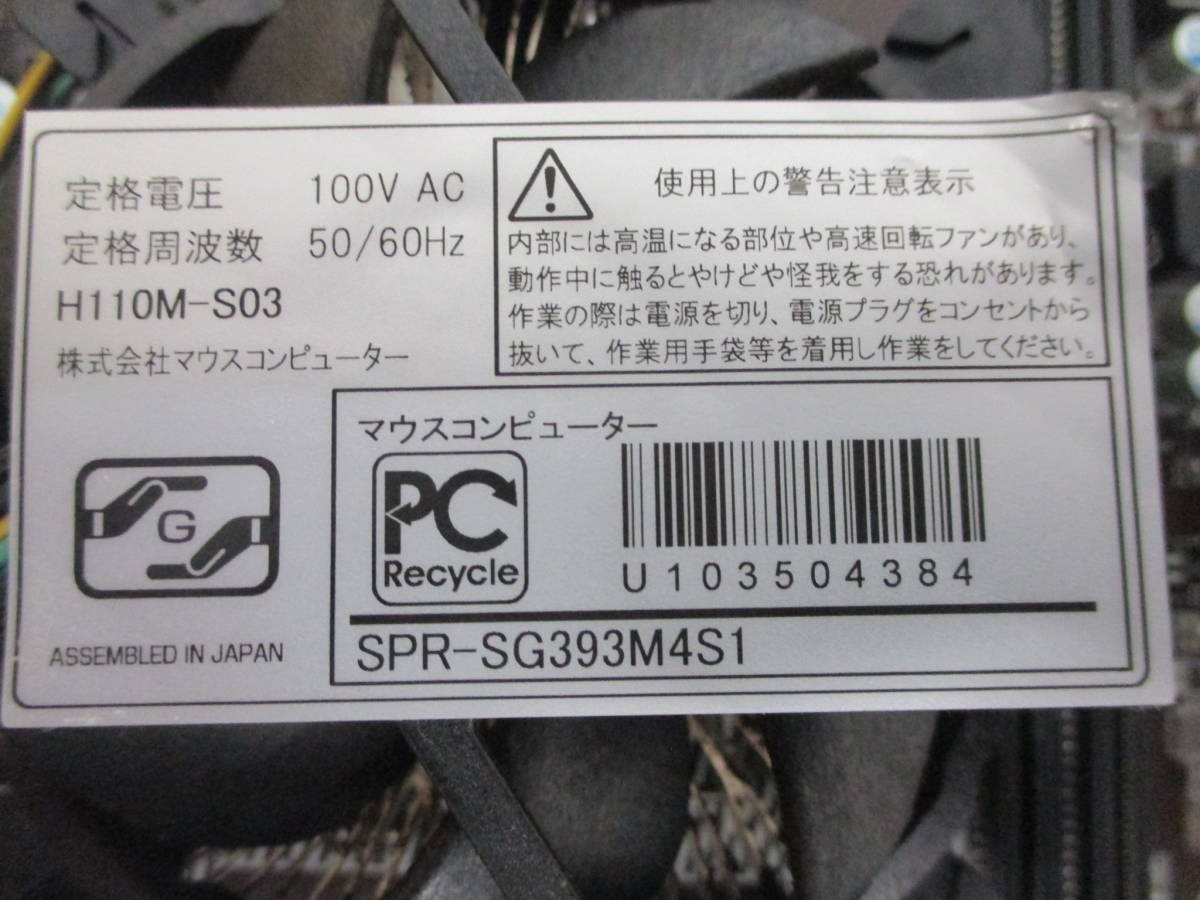 定格電圧 100V AC
定格周波数 50/60Hz
H110M-S03
株式会社マウスコンピューター
使用上の警告注意表示
内部には高温になる部位や高速回転ファンがあり、
動作中に触るとやけどや怪我をする恐れがあります。
作業の際は電源を切り、電源プラグをコンセントから
抜いて、作業用手袋等を着用し作業をしてください。
G
ASSEMBLED IN JAPAN
マウスコンピューター
PC
Recycle
U103504384
SPR-SG393M4S1